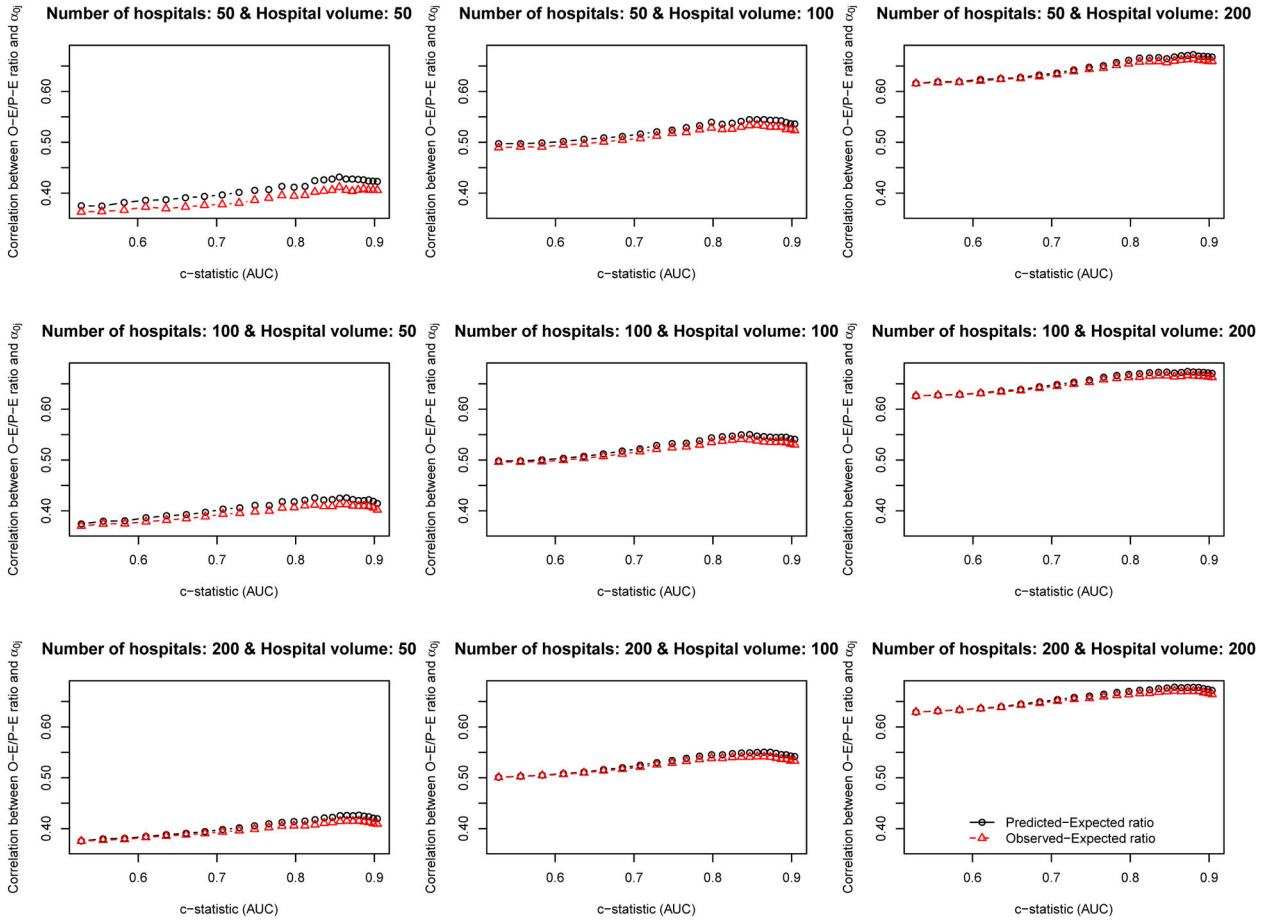 Number of hospitals: 50 & Hospital volume: 50
Correlation between O−E/P−E ratio and α0j
0.40
0.50
0.60
0.6
0.7
0.8
0.9
c−statistic (AUC)
Number of hospitals: 50 & Hospital volume: 100
Correlation between O−E/P−E ratio and α0j
0.40
0.50
0.60
0.6
0.7
0.8
0.9
c−statistic (AUC)
Number of hospitals: 50 & Hospital volume: 200
Correlation between O−E/P−E ratio and α0j
0.40
0.50
0.60
0.6
0.7
0.8
0.9
c−statistic (AUC)
Number of hospitals: 100 & Hospital volume: 50
Correlation between O−E/P−E ratio and α0j
0.40
0.50
0.60
0.6
0.7
0.8
0.9
c−statistic (AUC)
Number of hospitals: 100 & Hospital volume: 100
Correlation between O−E/P−E ratio and α0j
0.40
0.50
0.60
0.6
0.7
0.8
0.9
c−statistic (AUC)
Number of hospitals: 100 & Hospital volume: 200
Correlation between O−E/P−E ratio and α0j
0.40
0.50
0.60
0.6
0.7
0.8
0.9
c−statistic (AUC)
Number of hospitals: 200 & Hospital volume: 50
Correlation between O−E/P−E ratio and α0j
0.40
0.50
0.60
0.6
0.7
0.8
0.9
c−statistic (AUC)
Number of hospitals: 200 & Hospital volume: 100
Correlation between O−E/P−E ratio and α0j
0.40
0.50
0.60
0.6
0.7
0.8
0.9
c−statistic (AUC)
Number of hospitals: 200 & Hospital volume: 200
Correlation between O−E/P−E ratio and α0j
0.40
0.50
0.60
Predicted−Expected ratio
Observed−Expected ratio
0.6
0.7
0.8
0.9
c−statistic (AUC)